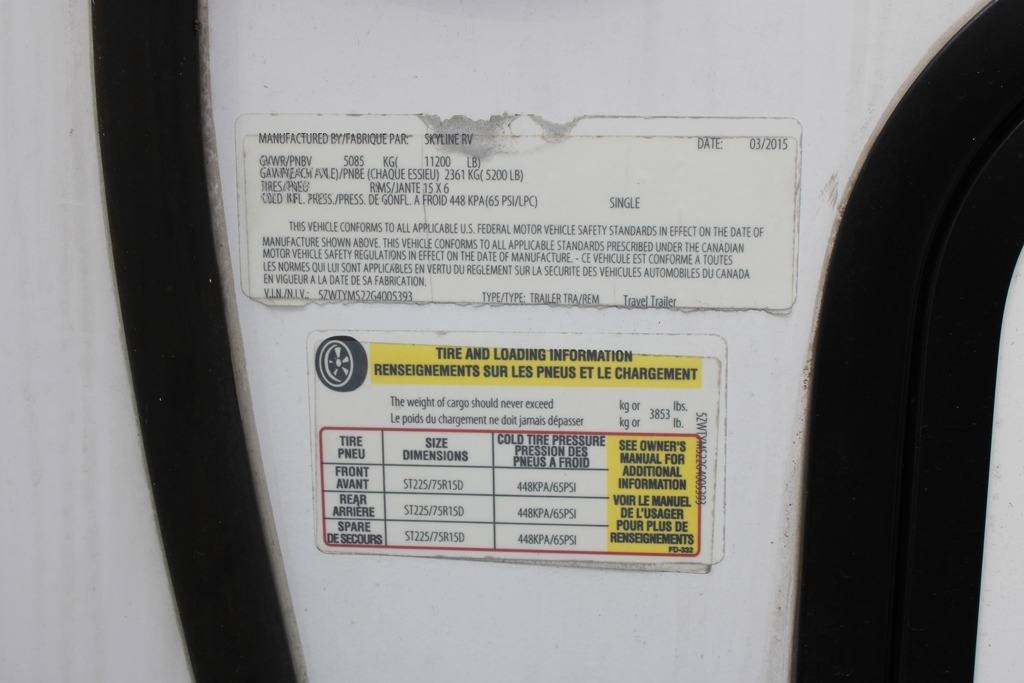 MANUFACTURED BY/FABRIQUE PAR: SKYLINE RV DATE: 03/2015
GVWR/PNBV 5085 KG( 11200 LB)
GAWR(EACH AXLE)/PNBE (CHAQUE ESSIEU) 2361 KG( 5200 LB)
TIRES/PNEU RIMS/JANTE 15 X 6
COLD INFL. PRESS./PRESS. DE GONFL. A FROID 448 KPA(65 PSI/LPC) SINGLE
THIS VEHICLE CONFORMS TO ALL APPLICABLE U.S. FEDERAL MOTOR VEHICLE SAFETY STANDARDS IN EFFECT ON THE DATE OF
MANUFACTURE SHOWN ABOVE. THIS VEHICLE CONFORMS TO ALL APPLICABLE STANDARDS PRESCRIBED UNDER THE CANADIAN
MOTOR VEHICLE SAFETY REGULATIONS IN EFFECT ON THE DATE OF MANUFACTURE. - CE VEHICULE EST CONFORME A TOUTES
LES NORMES QUI LUI SONT APPLICABLES EN VERTU DU REGLEMENT SUR LA SECURITE DES VEHICULES AUTOMOBILES DU CANADA
EN VIGUEUR A LA DATE DE SA FABRICATION.
V.I.N./N.I.V.: SZWTYMS22G4005393 TYPE/TYPE: TRAILER TRA/REM Travel Trailer
TIRE AND LOADING INFORMATION
RENSEIGNEMENTS SUR LES PNEUS ET LE CHARGEMENT
The weight of cargo should never exceed kg or 3853 lbs.
Le poids du chargement ne doit jamais dépasser kg or lb.
TIRE
PNEU
SIZE
DIMENSIONS
COLD TIRE PRESSURE
PRESSION DES
PNEUS A FROID
FRONT
AVANT
ST225/75R15D
448KPA/65PSI
REAR
ARRIÈRE
ST225/75R15D
448KPA/65PSI
SPARE
DE SECOURS
ST225/75R15D
448KPA/65PSI
SEE OWNER'S
MANUAL FOR
ADDITIONAL
INFORMATION
VOIR LE MANUEL
DE L'USAGER
POUR PLUS DE
RENSEIGNEMENTS
FD-332
SZWTYMS22G4005393